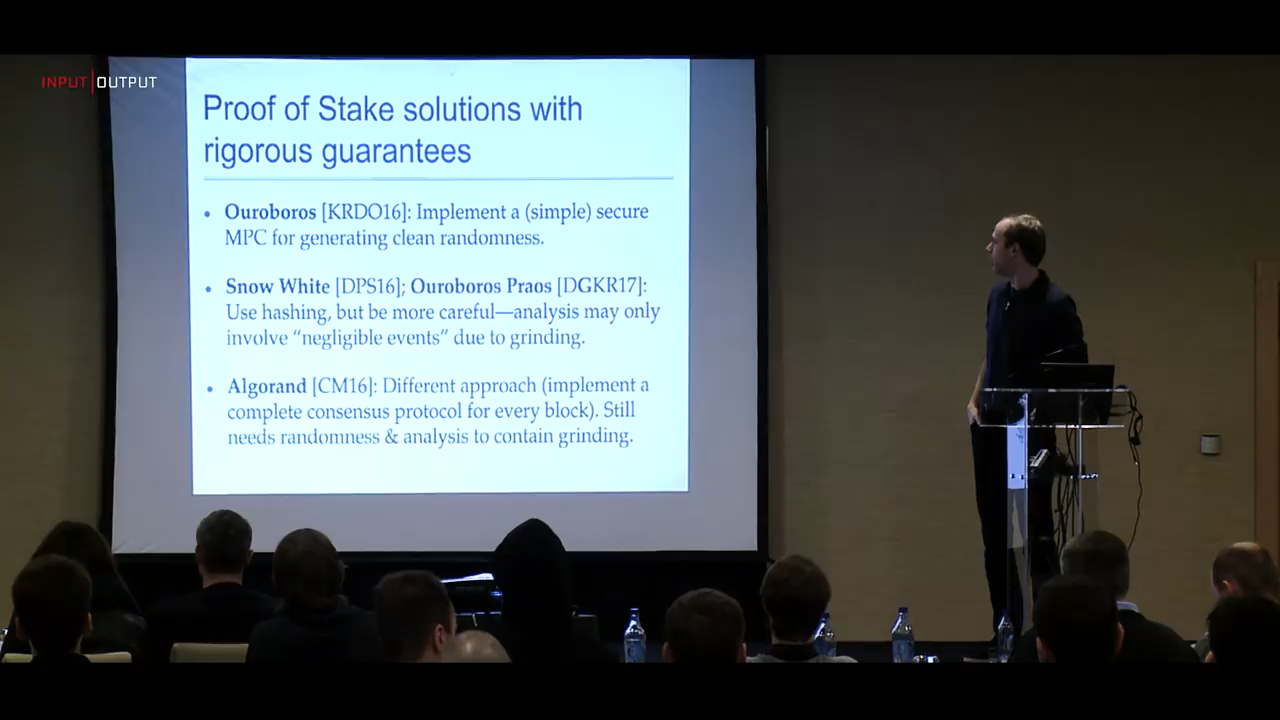 INPUT|OUTPUT
Proof of Stake solutions with
rigorous guarantees
• Ouroboros [KRDO16]: Implement a (simple) secure
MPC for generating clean randomness.
• Snow White [DPS16]; Ouroboros Praos [DGKR17]:
Use hashing, but be more careful—analysis may only
involve “negligible events” due to grinding.
• Algorand [CM16]: Different approach (implement a
complete consensus protocol for every block). Still
needs randomness & analysis to contain grinding.